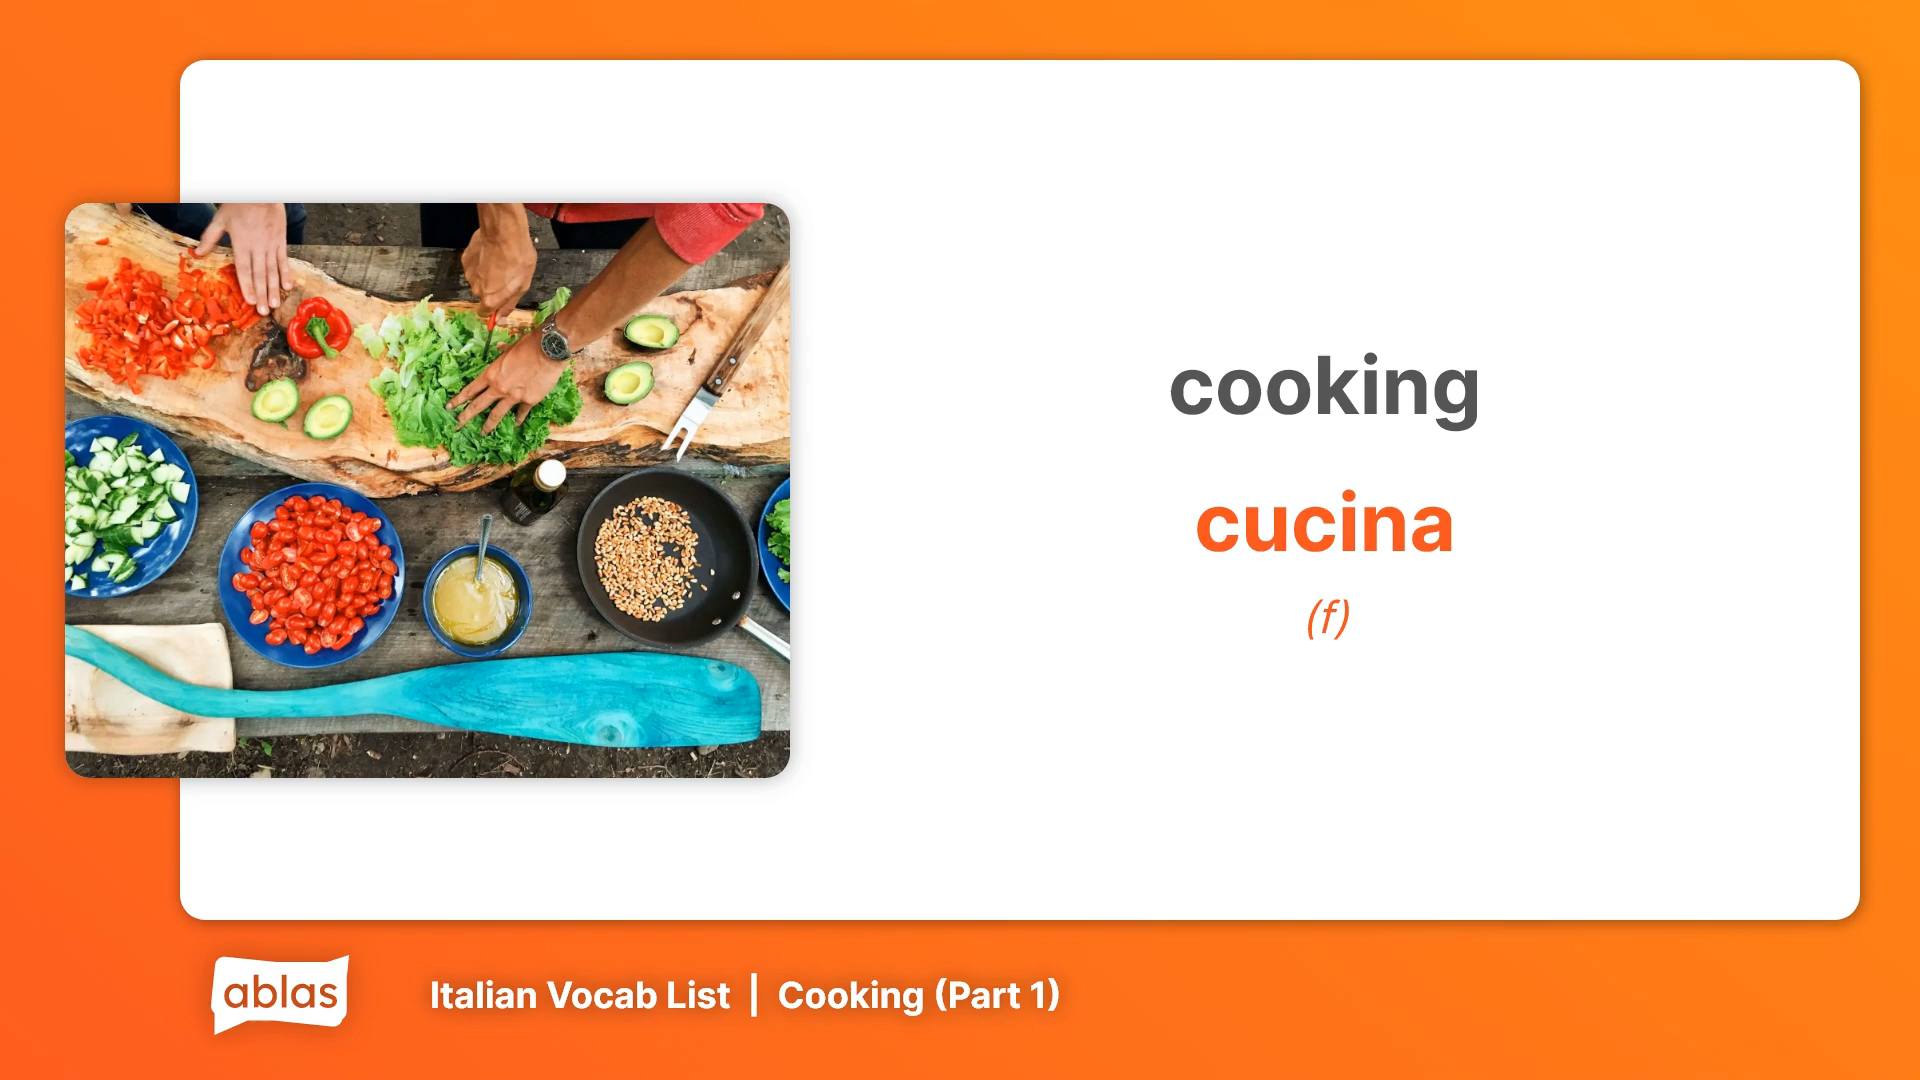 cooking
cucina
(f)
ablas
Italian Vocab List | Cooking (Part 1)